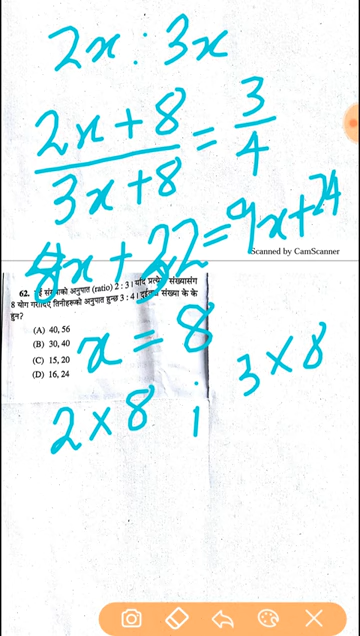 2x : 3x
2x+8 / 3x+8 = 3/4
8x + 32 = 9x + 24
Scanned by CamScanner
62. दुई संख्याको अनुपात (ratio) 2 : 3 । यदि प्रत्येक संख्यासंग
8 योग गरिदिए तिनीहरूको अनुपात हुन्छ 3 : 4 । दुईवटा संख्या के के
हुन?
(A) 40, 56
(B) 30, 40
(C) 15, 20
(D) 16, 24
x = 8
2×8 ; 3×8